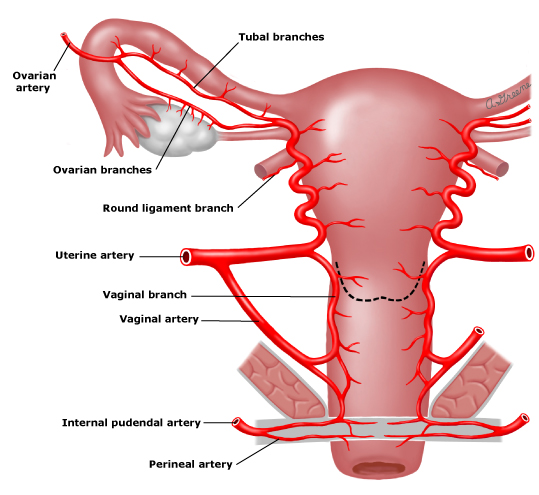 Tubal branches
Ovarian
artery
A.Greene
Ovarian branches
Round ligament branch
Uterine artery
Vaginal branch
Vaginal artery
Internal pudendal artery
Perineal artery